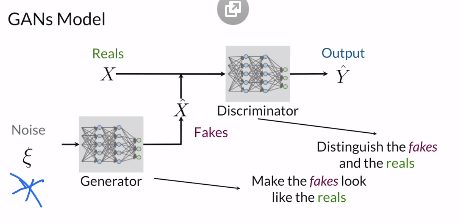 GANs Model
Reals
X
Output
Ŷ
Discriminator
X̂
Fakes
Noise
ξ
Generator
Distinguish the fakes
and the reals
Make the fakes look
like the reals